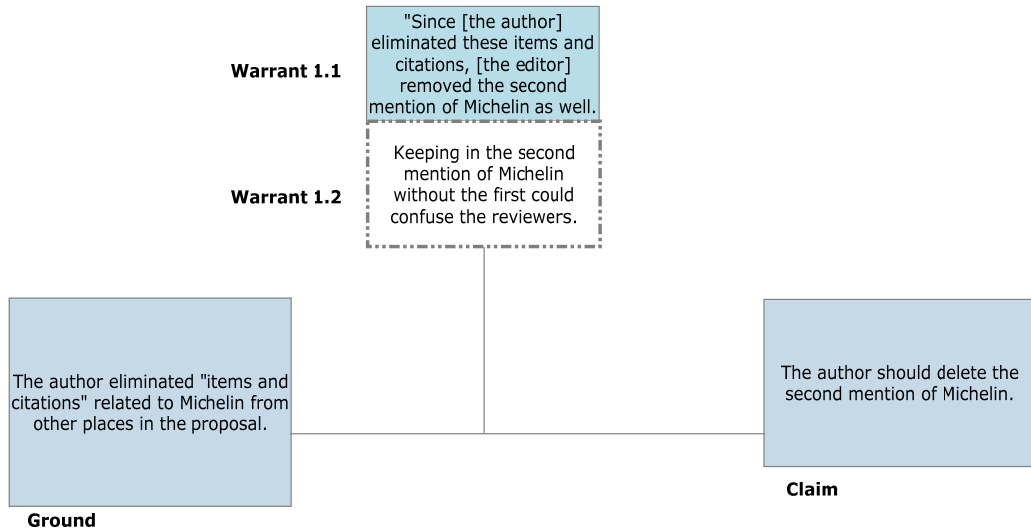 "Since [the author]
eliminated these items and
citations, [the editor]
removed the second
mention of Michelin as well.
Warrant 1.1
Keeping in the second
mention of Michelin
without the first could
confuse the reviewers.
Warrant 1.2
The author eliminated "items and
citations" related to Michelin from
other places in the proposal.
Ground
The author should delete the
second mention of Michelin.
Claim